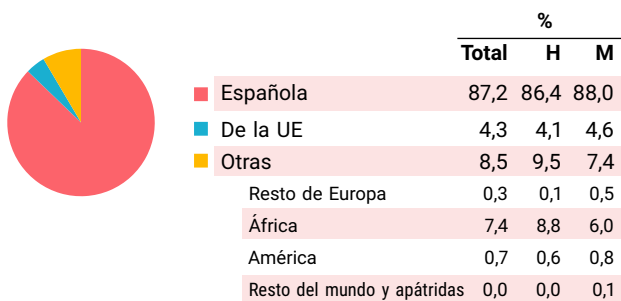 %
Total H M
Española 87,2 86,4 88,0
De la UE 4,3 4,1 4,6
Otras 8,5 9,5 7,4
Resto de Europa 0,3 0,1 0,5
África 7,4 8,8 6,0
América 0,7 0,6 0,8
Resto del mundo y apátridas 0,0 0,0 0,1